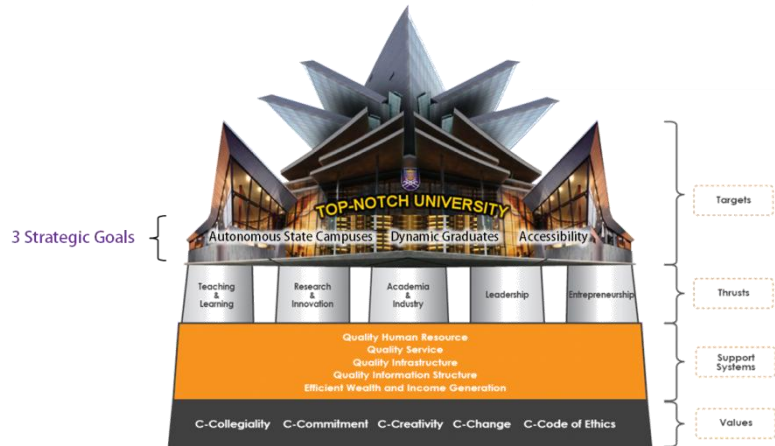 TOP-NOTCH UNIVERSITY
3 Strategic Goals
Autonomous State Campuses Dynamic Graduates Accessibility
Targets
Teaching & Learning
Research & Innovation
Academia & Industry
Leadership
Entrepreneurship
Thrusts
Quality Human Resource
Quality Service
Quality Infrastructure
Quality Information Structure
Efficient Wealth and Income Generation
Support Systems
C-Collegiality C-Commitment C-Creativity C-Change C-Code of Ethics
Values